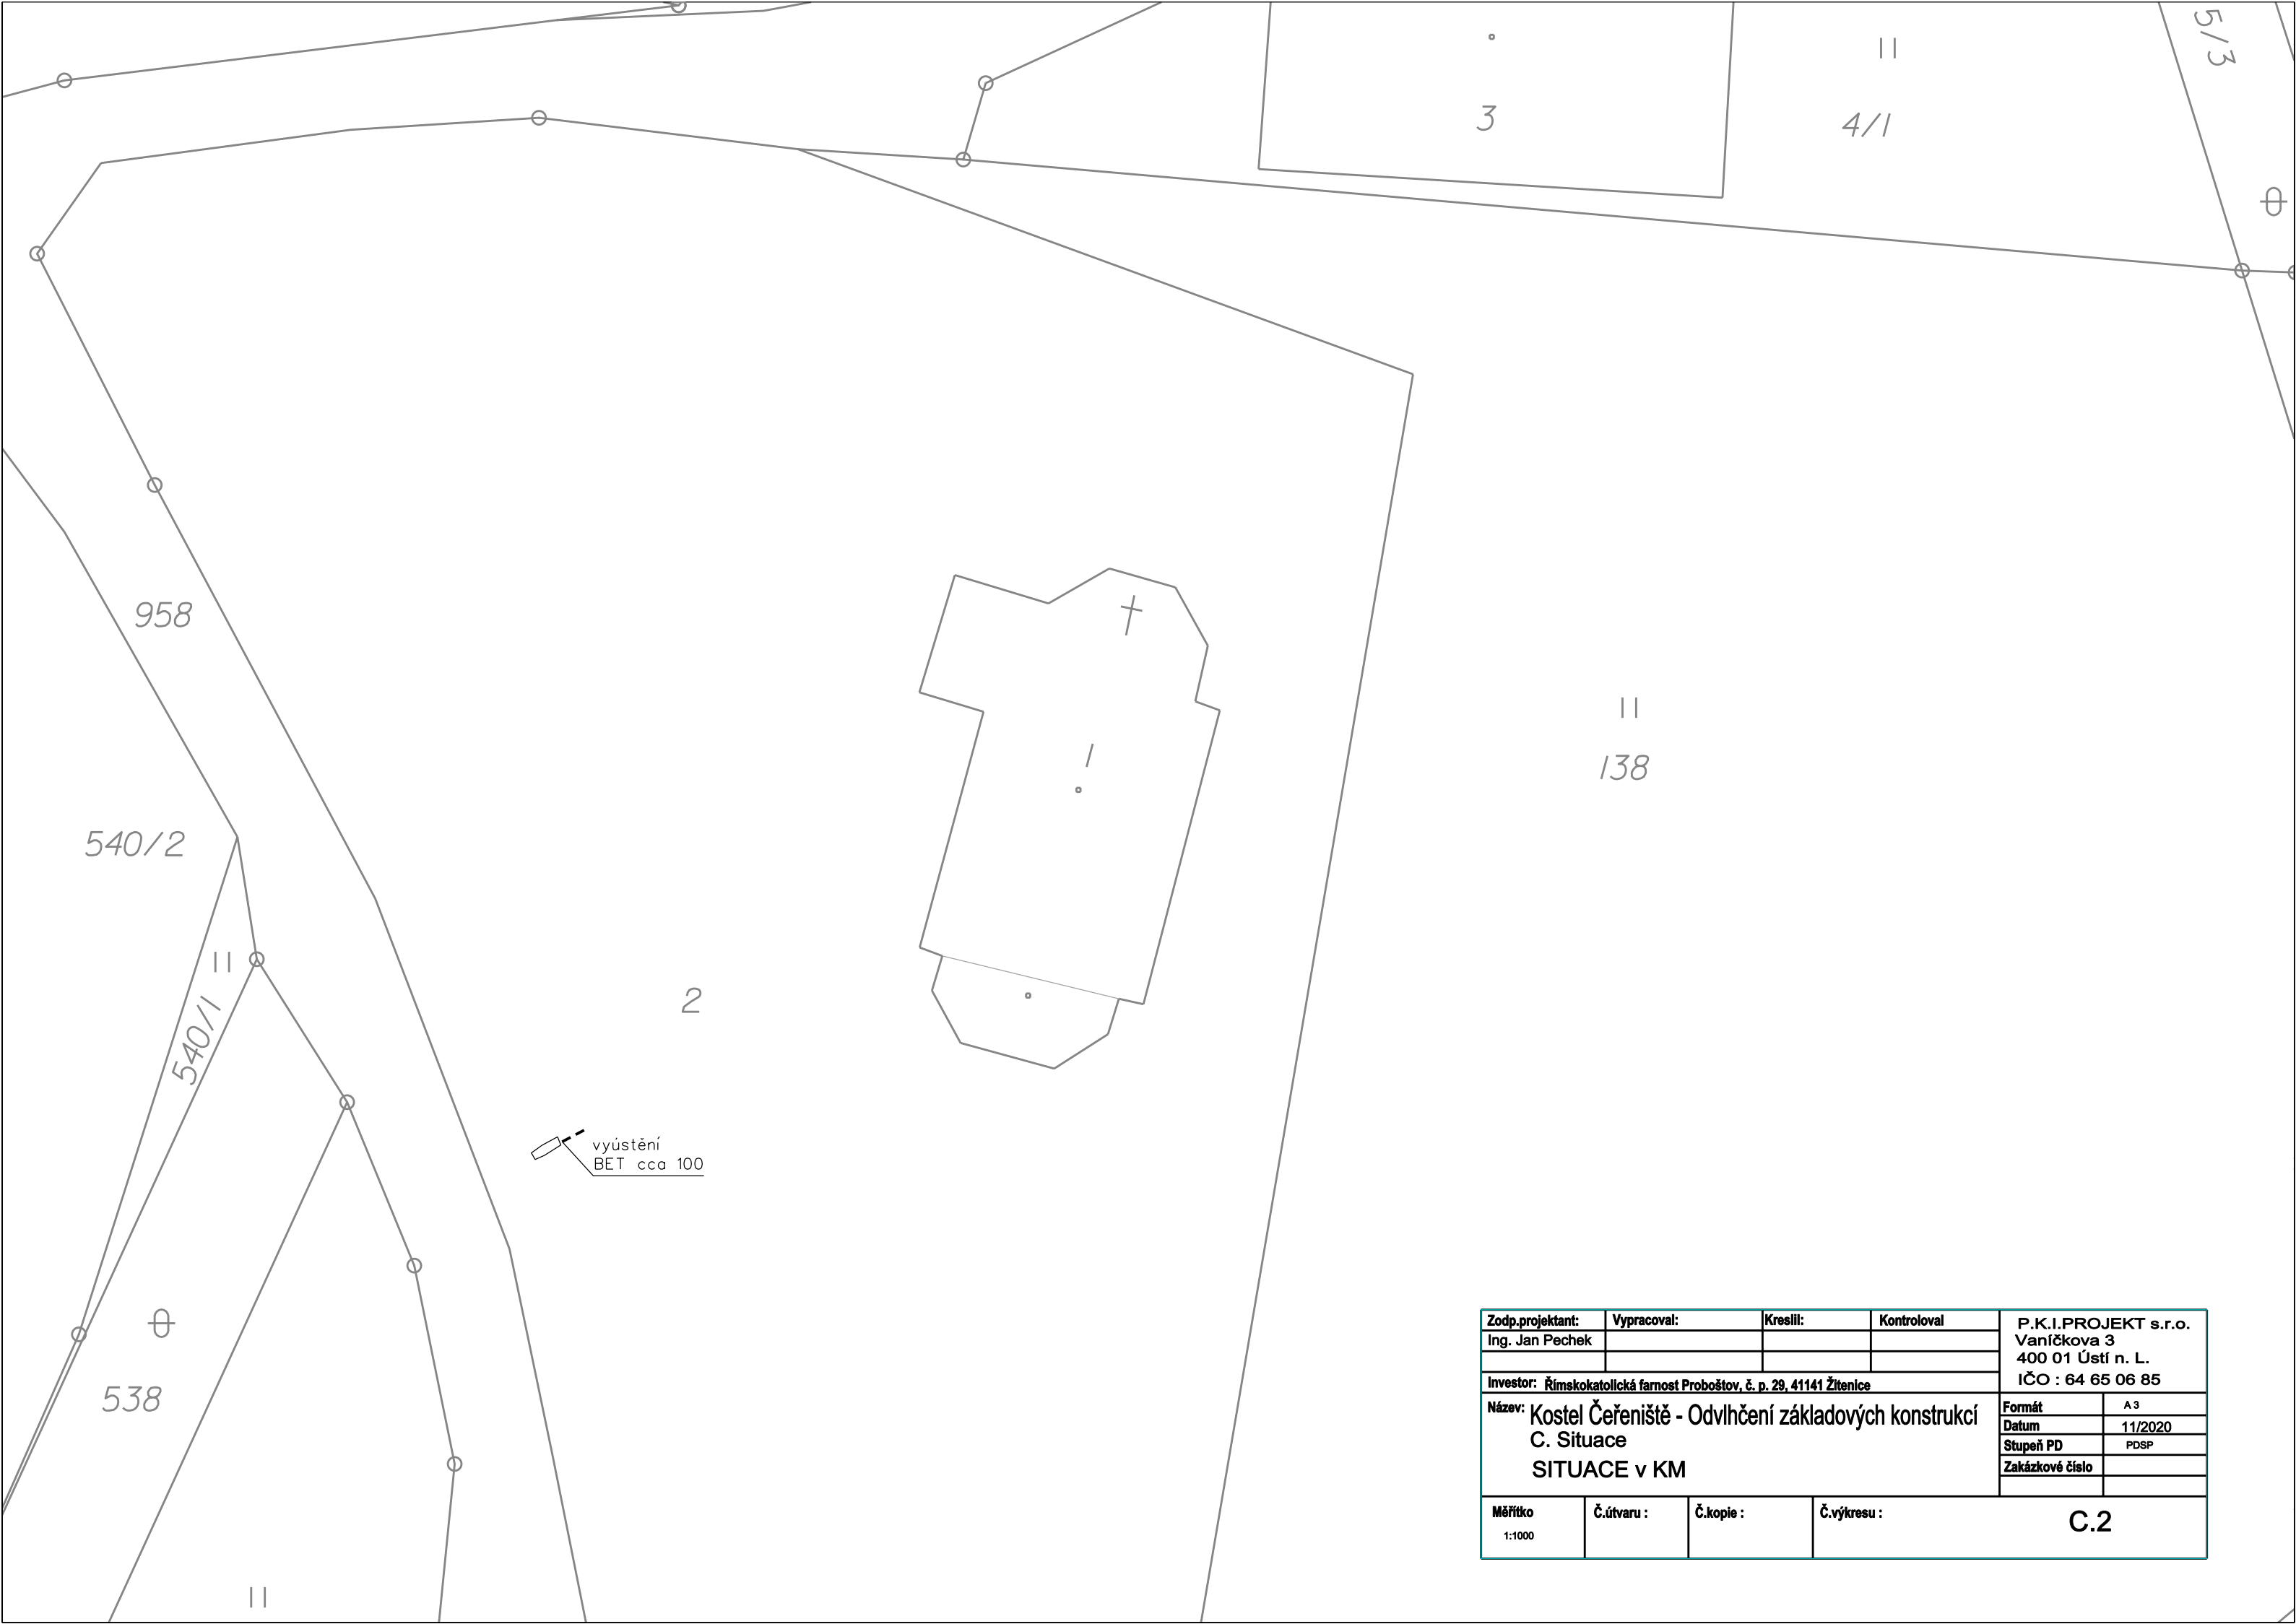 5/3
3
4/1
958
1
138
540/2
2
540/1
vyústění
BET cca 100
538
Zodp.projektant: Vypracoval: Kreslil: Kontroloval
Ing. Jan Pechek
P.K.I.PROJEKT s.r.o.
Vaníčkova 3
400 01 Ústí n. L.
IČO : 64 65 06 85
Investor: Římskokatolická farnost Proboštov, č. p. 29, 41141 Žitenice
Název: Kostel Čeřeniště - Odvlhčení základových konstrukcí
C. Situace
SITUACE v KM
Formát A 3
Datum 11/2020
Stupeň PD PDSP
Zakázkové číslo
Měřítko Č.útvaru : Č.kopie : Č.výkresu : C.2
1:1000